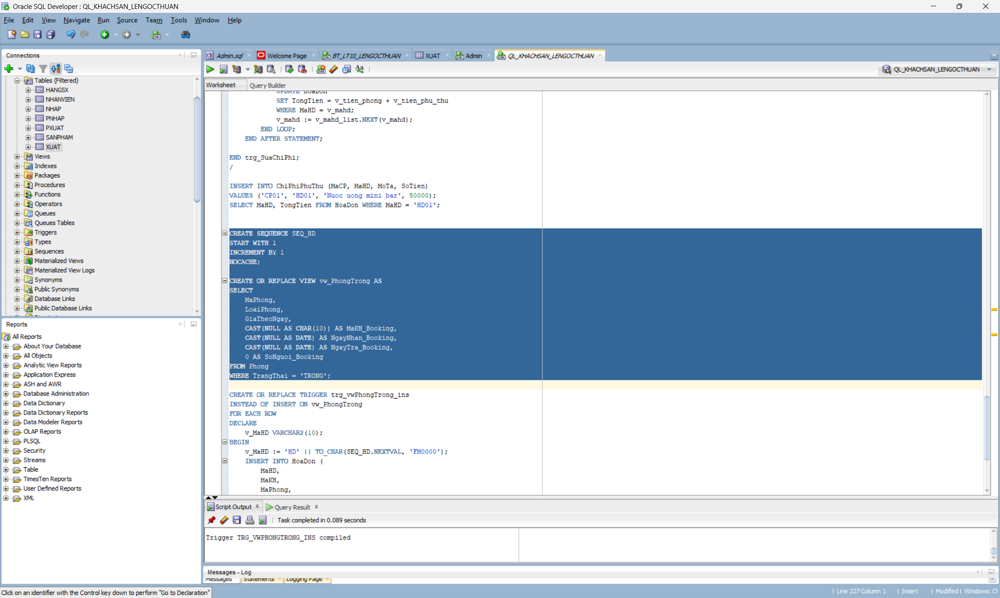 Oracle SQL Developer : QL_KHACHSAN_LENGOCTHUAN
File Edit View Navigate Run Source Team Tools Window Help
Connections
Tables (Filtered)
HANGSX
NHANVIEN
NHAP
PNHAP
PXUAT
SANPHAM
XUAT
Views
Indexes
Packages
Procedures
Functions
Operators
Queues
Queues Tables
Triggers
Types
Sequences
Materialized Views
Materialized View Logs
Synonyms
Public Synonyms
Database Links
Public Database Links
Reports
All Reports
About Your Database
All Objects
Analytic View Reports
Application Express
ASH and AWR
Database Administration
Data Dictionary
Data Dictionary Reports
Data Modeler Reports
OLAP Reports
PLSQL
Security
Streams
Table
TimesTen Reports
User Defined Reports
XML
Admin.sql Welcome Page BT_LT10_LENGOCTHUAN XUAT Admin QL_KHACHSAN_LENGOCTHUAN
QL_KHACHSAN_LENGOCTHUAN
Worksheet Query Builder
UPDATE HoaDon
SET TongTien = v_tien_phong + v_tien_phu_thu
WHERE MaHD = v_mahd;
v_mahd := v_mahd_list.NEXT(v_mahd);
END LOOP;
END AFTER STATEMENT;
END trg_SuaChiPhi;
/
INSERT INTO ChiPhiPhuThu (MaCP, MaHD, MoTa, SoTien)
VALUES ('CP01', 'HD01', 'Nuoc uong mini bar', 50000);
SELECT MaHD, TongTien FROM HoaDon WHERE MaHD = 'HD01';
CREATE SEQUENCE SEQ_HD
START WITH 1
INCREMENT BY 1
NOCACHE;
CREATE OR REPLACE VIEW vw_PhongTrong AS
SELECT
MaPhong,
LoaiPhong,
GiaTheoNgay,
CAST(NULL AS CHAR(10)) AS MaKH_Booking,
CAST(NULL AS DATE) AS NgayNhan_Booking,
CAST(NULL AS DATE) AS NgayTra_Booking,
0 AS SoNguoi_Booking
FROM Phong
WHERE TrangThai = 'TRONG';
CREATE OR REPLACE TRIGGER trg_vwPhongTrong_ins
INSTEAD OF INSERT ON vw_PhongTrong
FOR EACH ROW
DECLARE
v_MaHD VARCHAR2(10);
BEGIN
v_MaHD := 'HD' || TO_CHAR(SEQ_HD.NEXTVAL, 'FM0000');
INSERT INTO HoaDon (
MaHD,
MaKH,
MaPhong,
Script Output Query Result
Task completed in 0.089 seconds
Trigger TRG_VWPHONGTRONG_INS compiled
Messages - Log
Messages Statements Logging Page
Click on an identifier with the Control key down to perform "Go to Declaration"
Line 227 Column 1 | Insert | Modified | Windows: